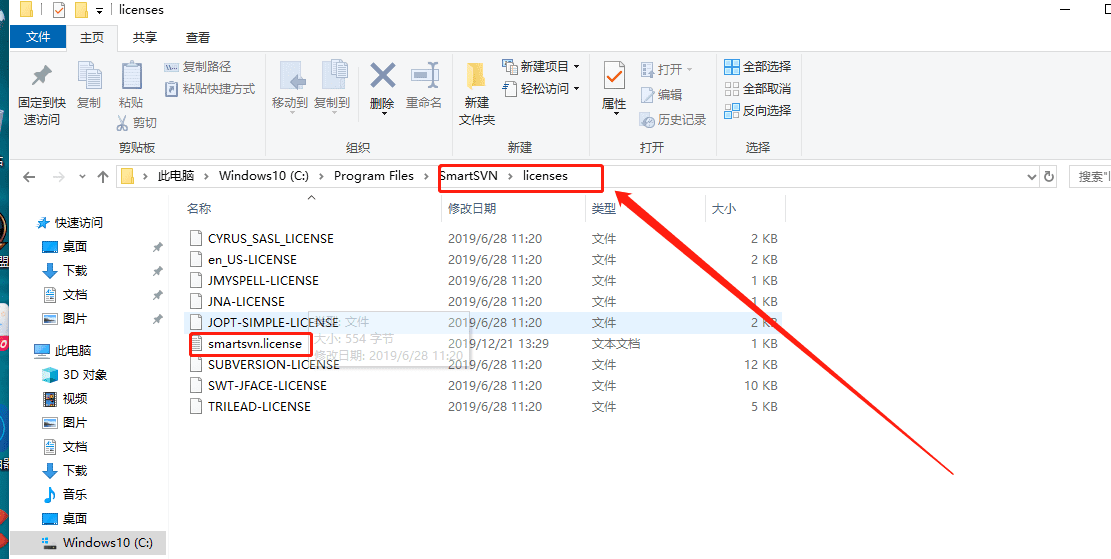 licenses
文件 主页 共享 查看
固定到快速访问
复制
粘贴
复制路径
粘贴快捷方式
剪切
剪贴板
移动到
复制到
删除
重命名
组织
新建文件夹
新建项目
轻松访问
新建
属性
打开
编辑
历史记录
打开
全部选择
全部取消
反向选择
选择
此电脑 > Windows10 (C:) > Program Files > SmartSVN > licenses
搜索"l
名称 修改日期 类型 大小
CYRUS_SASL_LICENSE 2019/6/28 11:20 文件 2 KB
en_US-LICENSE 2019/6/28 11:20 文件 2 KB
JMYSPELL-LICENSE 2019/6/28 11:20 文件 2 KB
JNA-LICENSE 2019/6/28 11:20 文件 2 KB
JOPT-SIMPLE-LICENSE 2019/6/28 11:20 文件 2 KB
smartsvn.license 2019/12/21 13:29 文本文档 1 KB
SUBVERSION-LICENSE 2019/6/28 11:20 文件 12 KB
SWT-JFACE-LICENSE 2019/6/28 11:20 文件 10 KB
TRILEAD-LICENSE 2019/6/28 11:20 文件 5 KB
文件
大小: 554 字节
修改日期: 2019/6/28 11:20
快速访问
桌面
下载
文档
图片
此电脑
3D 对象
视频
图片
文档
下载
音乐
桌面
Windows10 (C:)